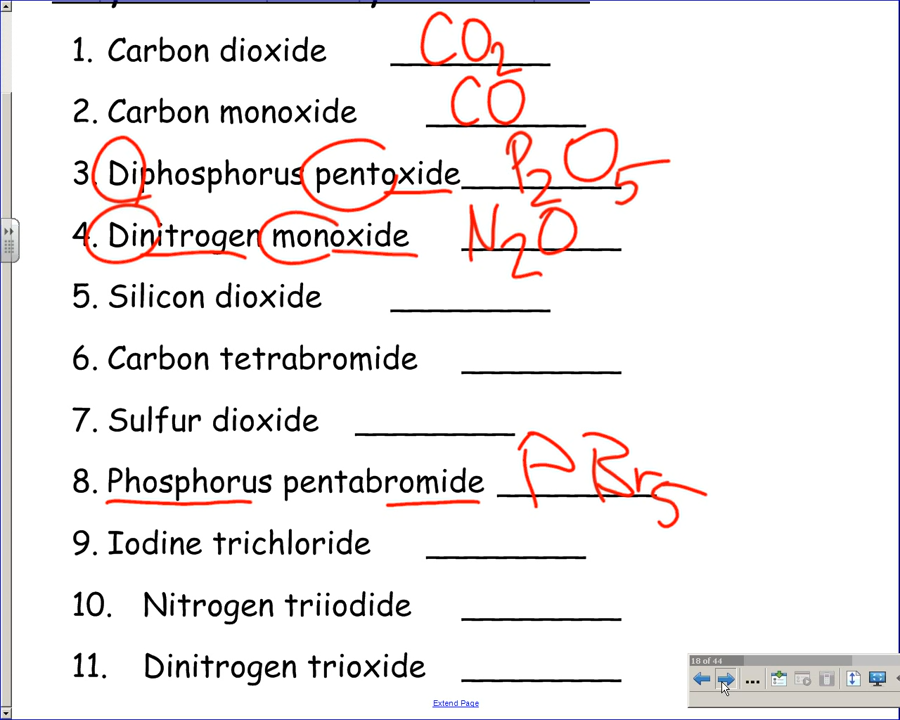 1. Carbon dioxide CO2
2. Carbon monoxide CO
3. Diphosphorus pentoxide P2O5
4. Dinitrogen monoxide N2O
5. Silicon dioxide
6. Carbon tetrabromide
7. Sulfur dioxide
8. Phosphorus pentabromide PBr5
9. Iodine trichloride
10. Nitrogen triiodide
11. Dinitrogen trioxide
18 of 44
Extend Page